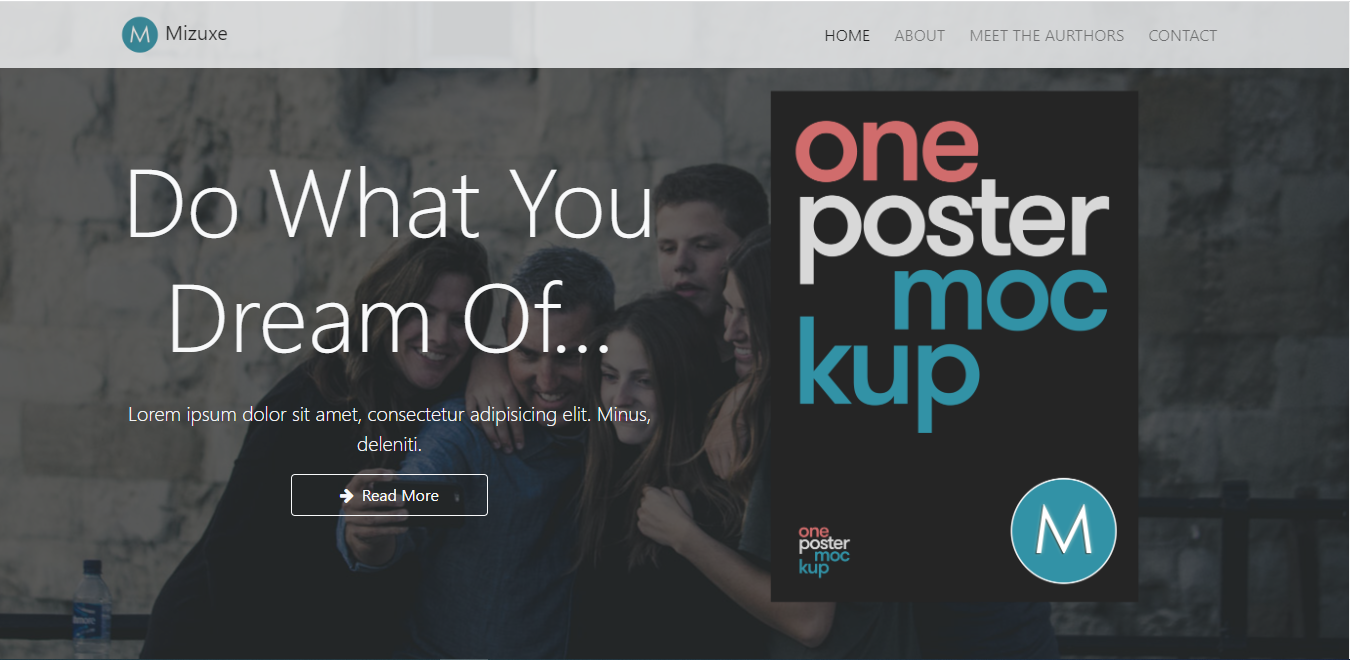 M Mizuxe
HOME ABOUT MEET THE AURTHORS CONTACT
Do What You
Dream Of...
Lorem ipsum dolor sit amet, consectetur adipisicing elit. Minus,
deleniti.
Read More
one
poster
moc
kup
one
poster
moc
kup
M